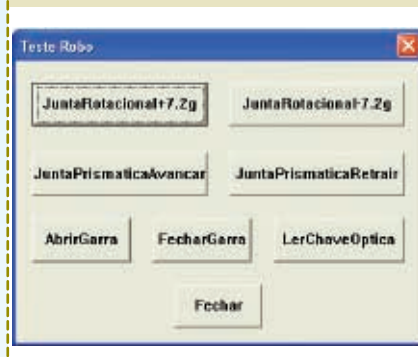 Teste Robo
JuntaRotacional+7.2g JuntaRotacional-7.2g
JuntaPrismaticaAvancar JuntaPrismaticaRetrair
AbrirGarra FecharGarra LerChaveOptica
Fechar